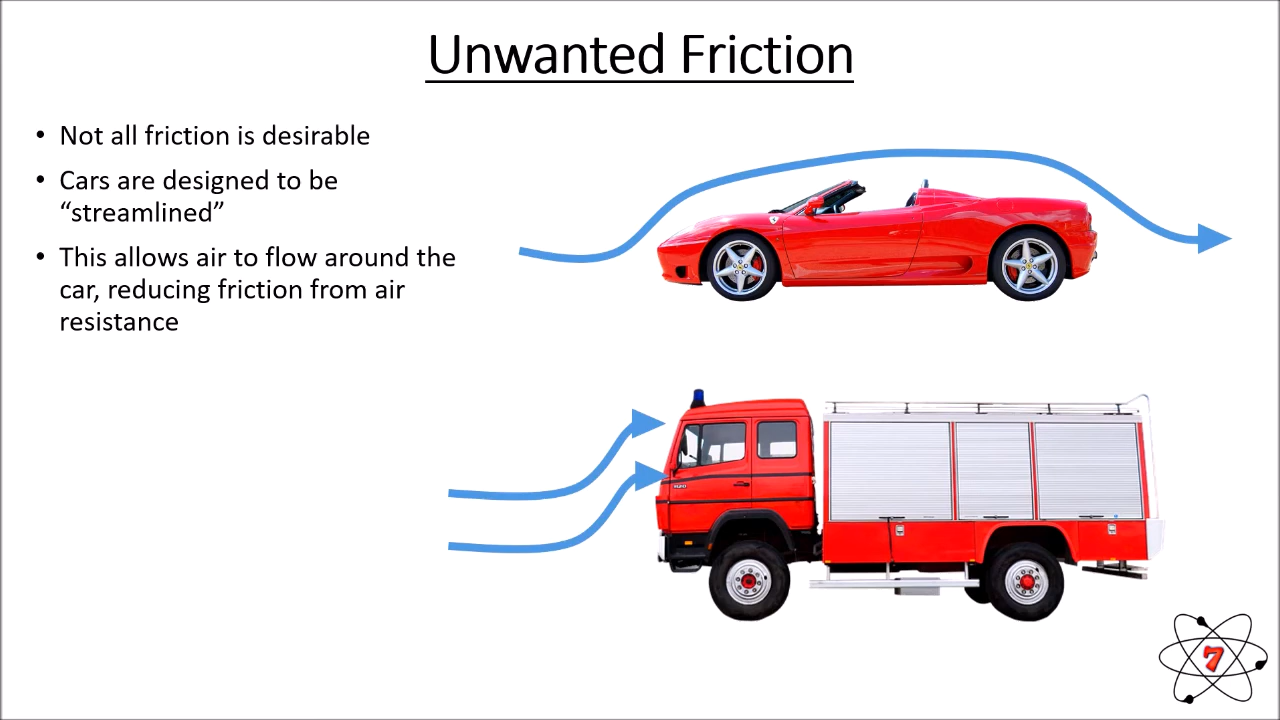 Unwanted Friction
• Not all friction is desirable
• Cars are designed to be
“streamlined”
• This allows air to flow around the
car, reducing friction from air
resistance
7